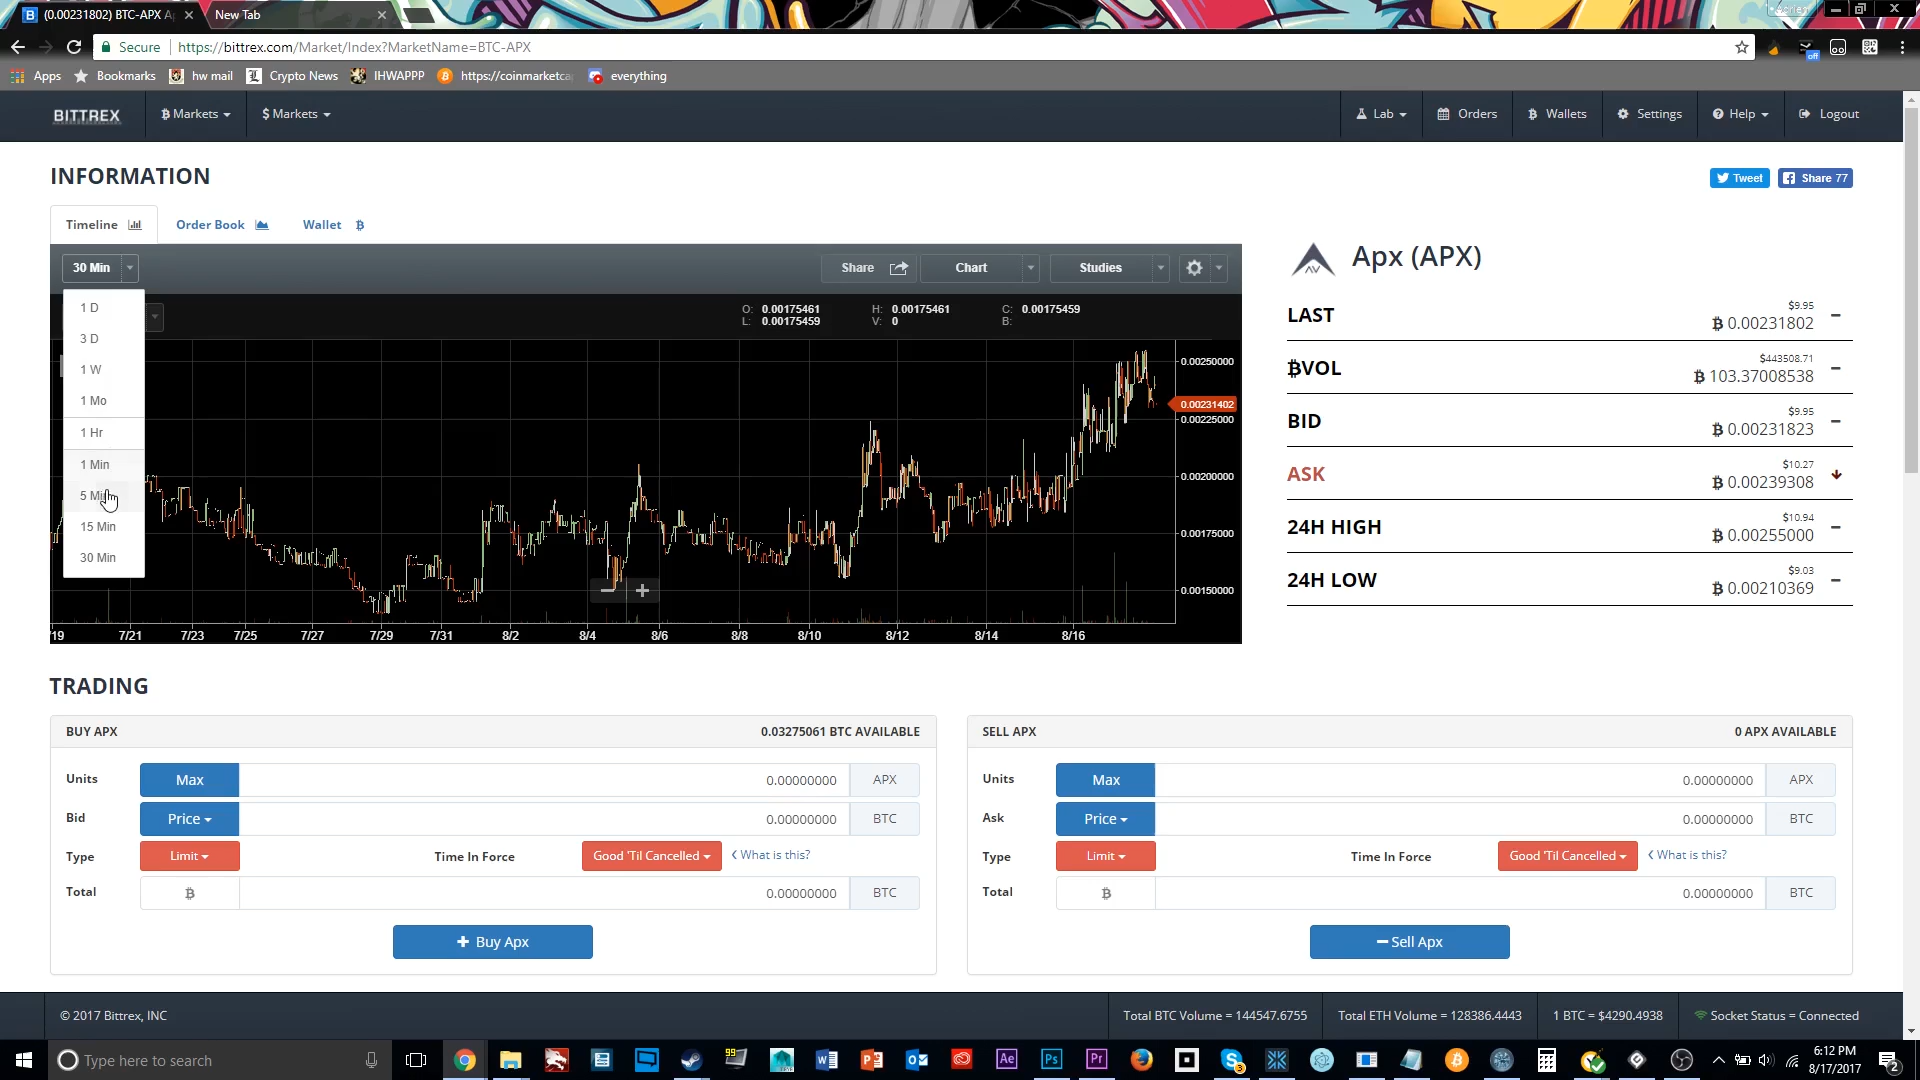 (0.00231802) BTC-APX A
New Tab
Secure
https://bittrex.com/Market/Index?MarketName=BTC-APX
Apps
Bookmarks
hw mail
Crypto News
IHWAPPP
https://coinmarketca
everything
off
BITTREX
Markets
$ Markets
Lab
Orders
Wallets
Settings
Help
Logout
INFORMATION
Tweet
Share 77
Timeline
Order Book
Wallet
30 Min
Share
Chart
Studies
1 D
3 D
1 W
1 Mo
1 Hr
1 Min
5 Min
15 Min
30 Min
O: 0.00175461 H: 0.00175461 C: 0.00175459
L: 0.00175459 V: 0 B:
0.00250000
0.00231402
0.00225000
0.00200000
0.00175000
0.00150000
/19 7/21 7/23 7/25 7/27 7/29 7/31 8/2 8/4 8/6 8/8 8/10 8/12 8/14 8/16
AV
Apx (APX)
LAST
$9.95
₿ 0.00231802
₿VOL
$443508.71
₿ 103.37008538
BID
$9.95
₿ 0.00231823
ASK
$10.27
₿ 0.00239308
24H HIGH
$10.94
₿ 0.00255000
24H LOW
$9.03
₿ 0.00210369
TRADING
BUY APX
0.03275061 BTC AVAILABLE
Units Max 0.00000000 APX
Bid Price 0.00000000 BTC
Type Limit Time In Force Good 'Til Cancelled What is this?
Total ₿ 0.00000000 BTC
+ Buy Apx
SELL APX
0 APX AVAILABLE
Units Max 0.00000000 APX
Ask Price 0.00000000 BTC
Type Limit Time In Force Good 'Til Cancelled What is this?
Total ₿ 0.00000000 BTC
Sell Apx
© 2017 Bittrex, INC
Total BTC Volume = 144547.6755
Total ETH Volume = 128386.4443
1 BTC = $4290.4938
Socket Status = Connected
Type here to search
6:12 PM
8/17/2017